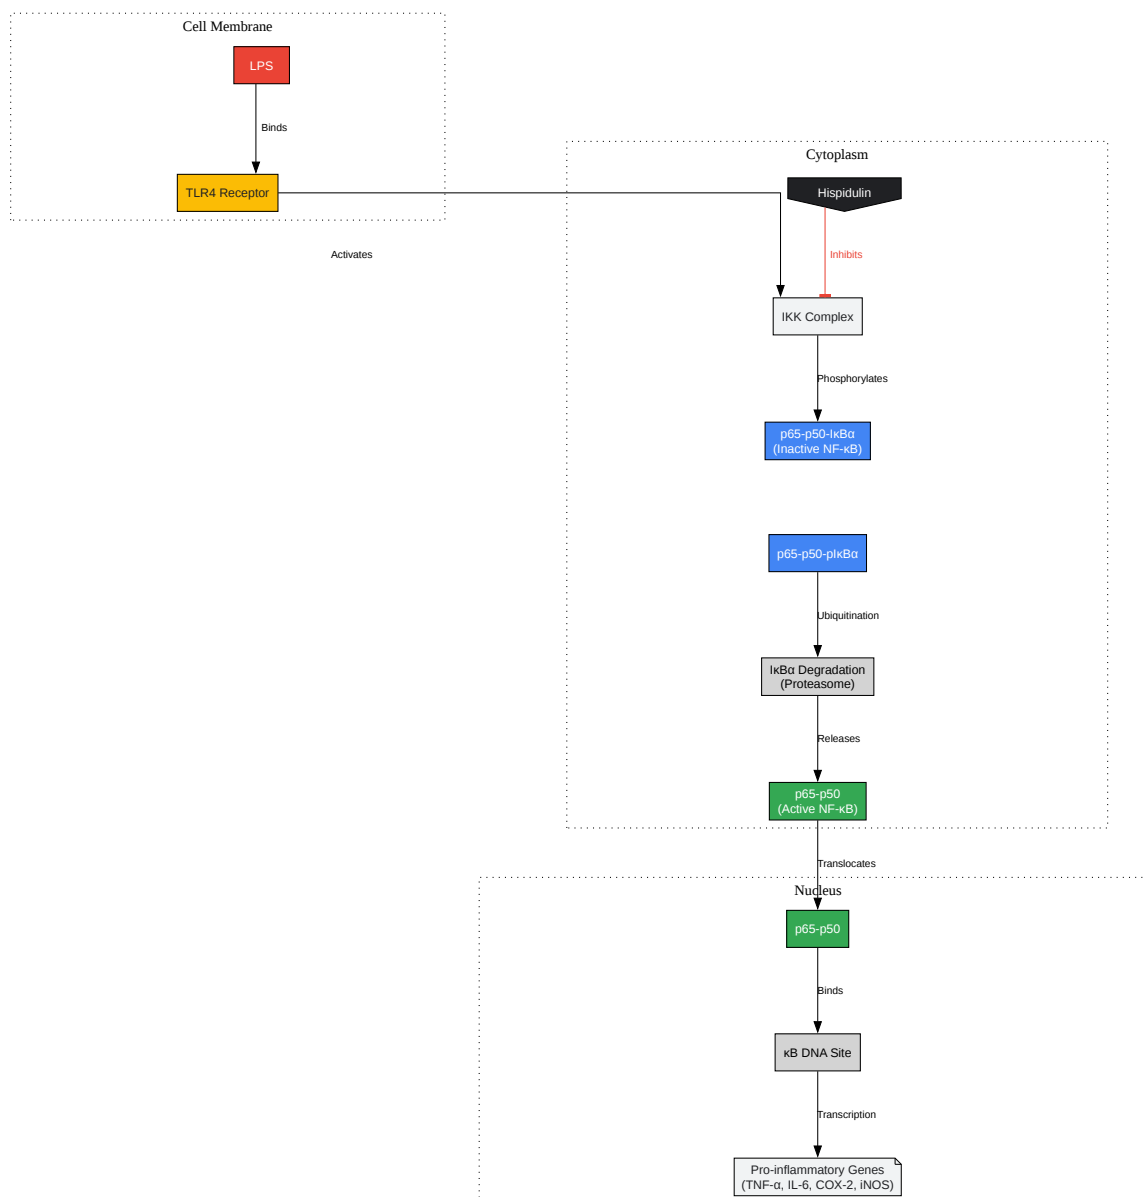 Cell Membrane
LPS
Binds
TLR4 Receptor
Activates
Cytoplasm
Hispidulin
Inhibits
IKK Complex
Phosphorylates
p65-p50-IκBα
(Inactive NF-κB)
p65-p50-pIκBα
Ubiquitination
IκBα Degradation
(Proteasome)
Releases
p65-p50
(Active NF-κB)
Translocates
Nucleus
p65-p50
Binds
κB DNA Site
Transcription
Pro-inflammatory Genes
(TNF-α, IL-6, COX-2, iNOS)